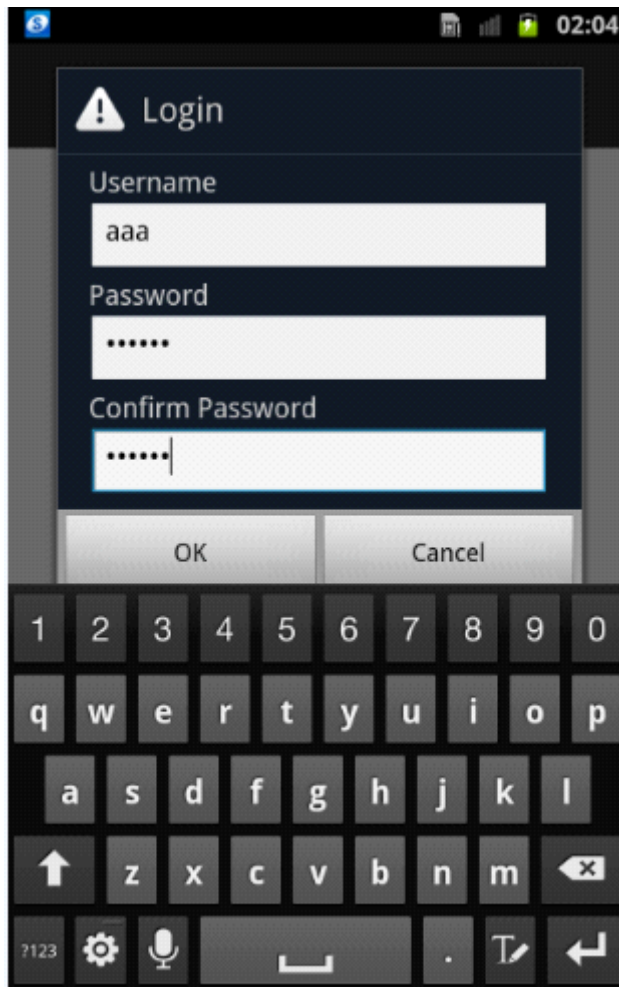 02:04
Login
Username
aaa
Password
••••••
Confirm Password
••••••
OK Cancel
1 2 3 4 5 6 7 8 9 0
q w e r t y u i o p
a s d f g h j k l
z x c v b n m
?123 .